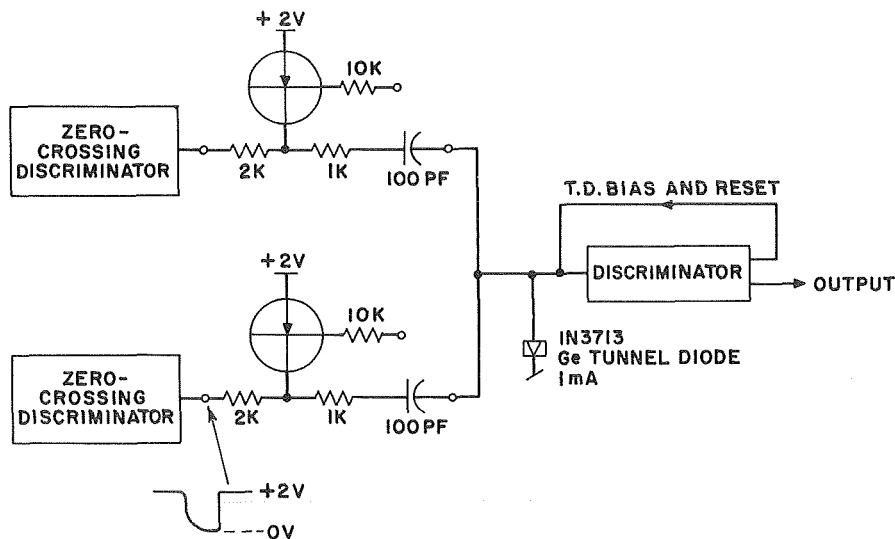 +2V
10K
ZERO-
CROSSING
DISCRIMINATOR
2K
1K
100 PF
T.D. BIAS AND RESET
DISCRIMINATOR
OUTPUT
+2V
10K
1N3713
Ge TUNNEL DIODE
1mA
ZERO-
CROSSING
DISCRIMINATOR
2K
1K
100 PF
+2V
0V